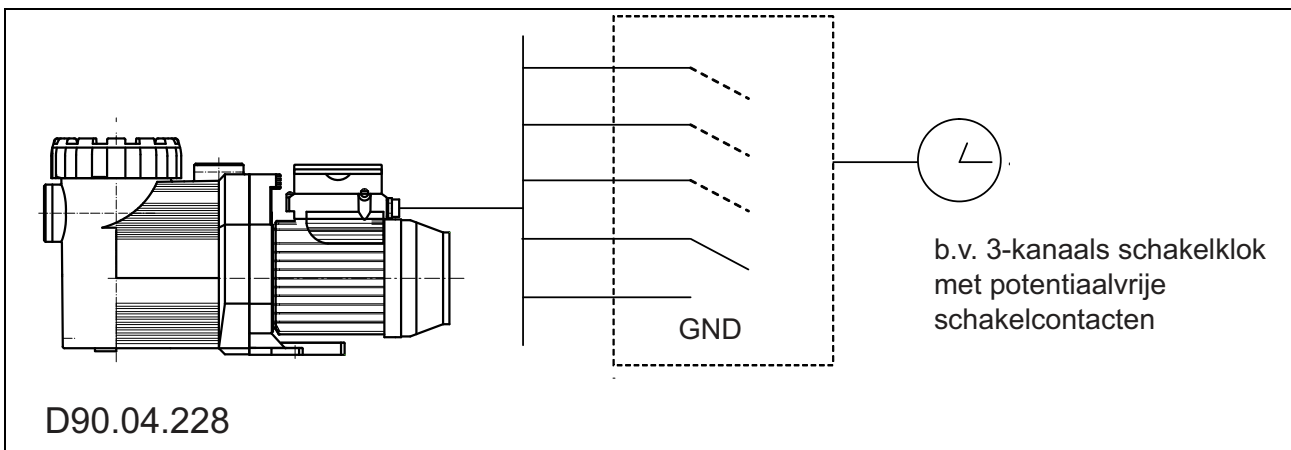 GND
b.v. 3-kanaals schakelklok
met potentiaalvrije
schakelcontacten
D90.04.228